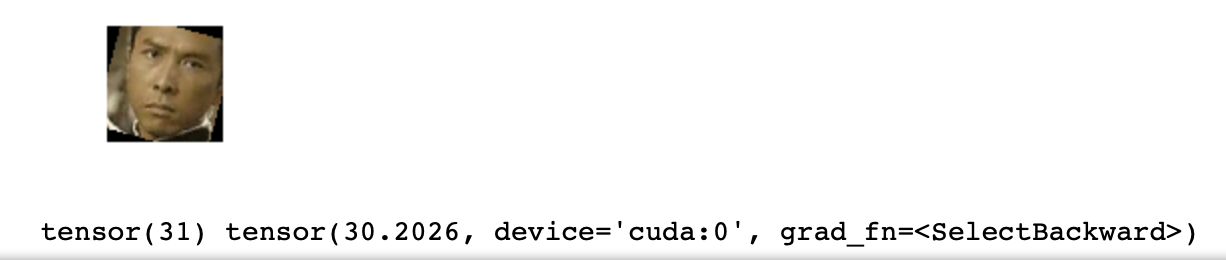 tensor(31) tensor(30.2026, device='cuda:0', grad_fn=<SelectBackward>)